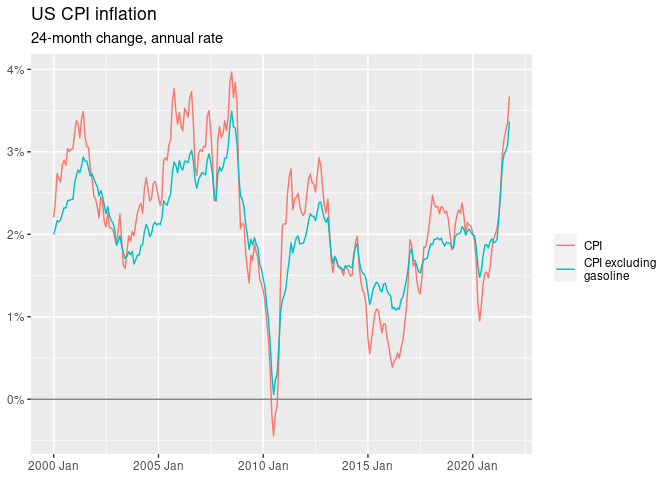 US CPI inflation
24-month change, annual rate
4%
3%
2%
1%
0%
2000 Jan
2005 Jan
2010 Jan
2015 Jan
2020 Jan
CPI
CPI excluding
gasoline